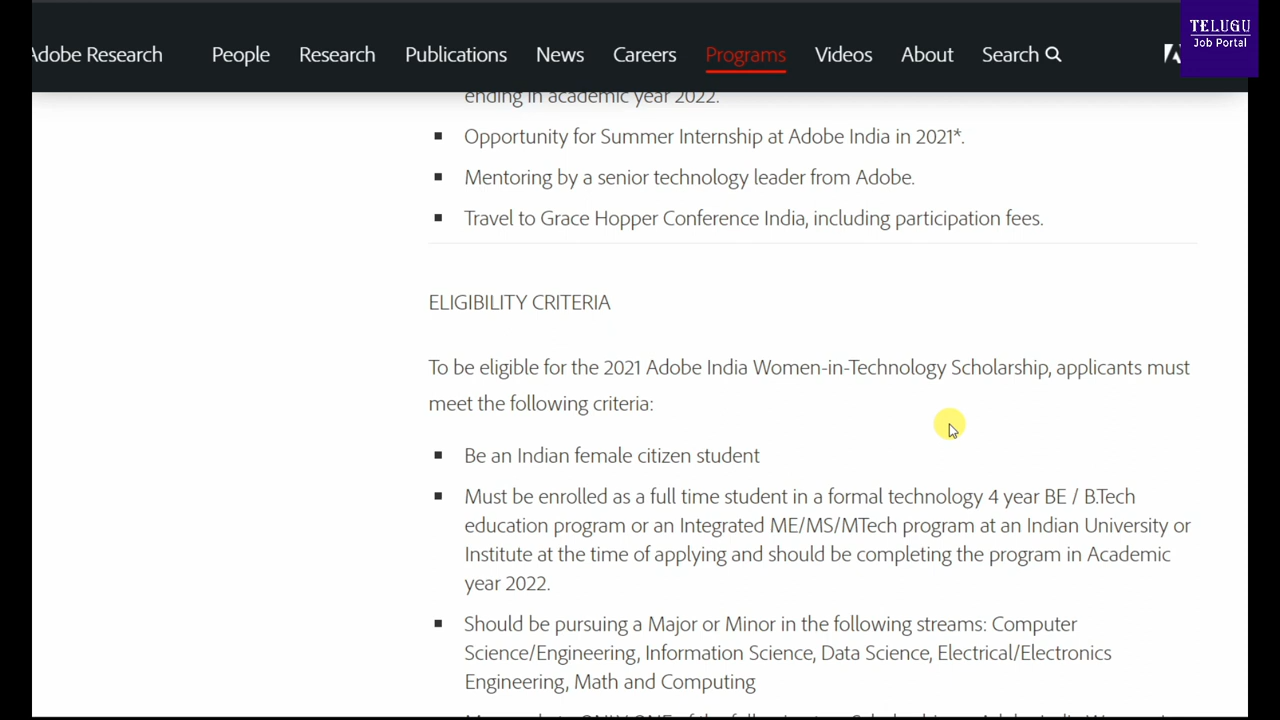 TELUGU
Job Portal
Adobe Research People Research Publications News Careers Programs Videos About Search
ending in academic year 2022.
Opportunity for Summer Internship at Adobe India in 2021*.
Mentoring by a senior technology leader from Adobe.
Travel to Grace Hopper Conference India, including participation fees.
ELIGIBILITY CRITERIA
To be eligible for the 2021 Adobe India Women-in-Technology Scholarship, applicants must
meet the following criteria:
Be an Indian female citizen student
Must be enrolled as a full time student in a formal technology 4 year BE / B.Tech
education program or an Integrated ME/MS/MTech program at an Indian University or
Institute at the time of applying and should be completing the program in Academic
year 2022.
Should be pursuing a Major or Minor in the following streams: Computer
Science/Engineering, Information Science, Data Science, Electrical/Electronics
Engineering, Math and Computing